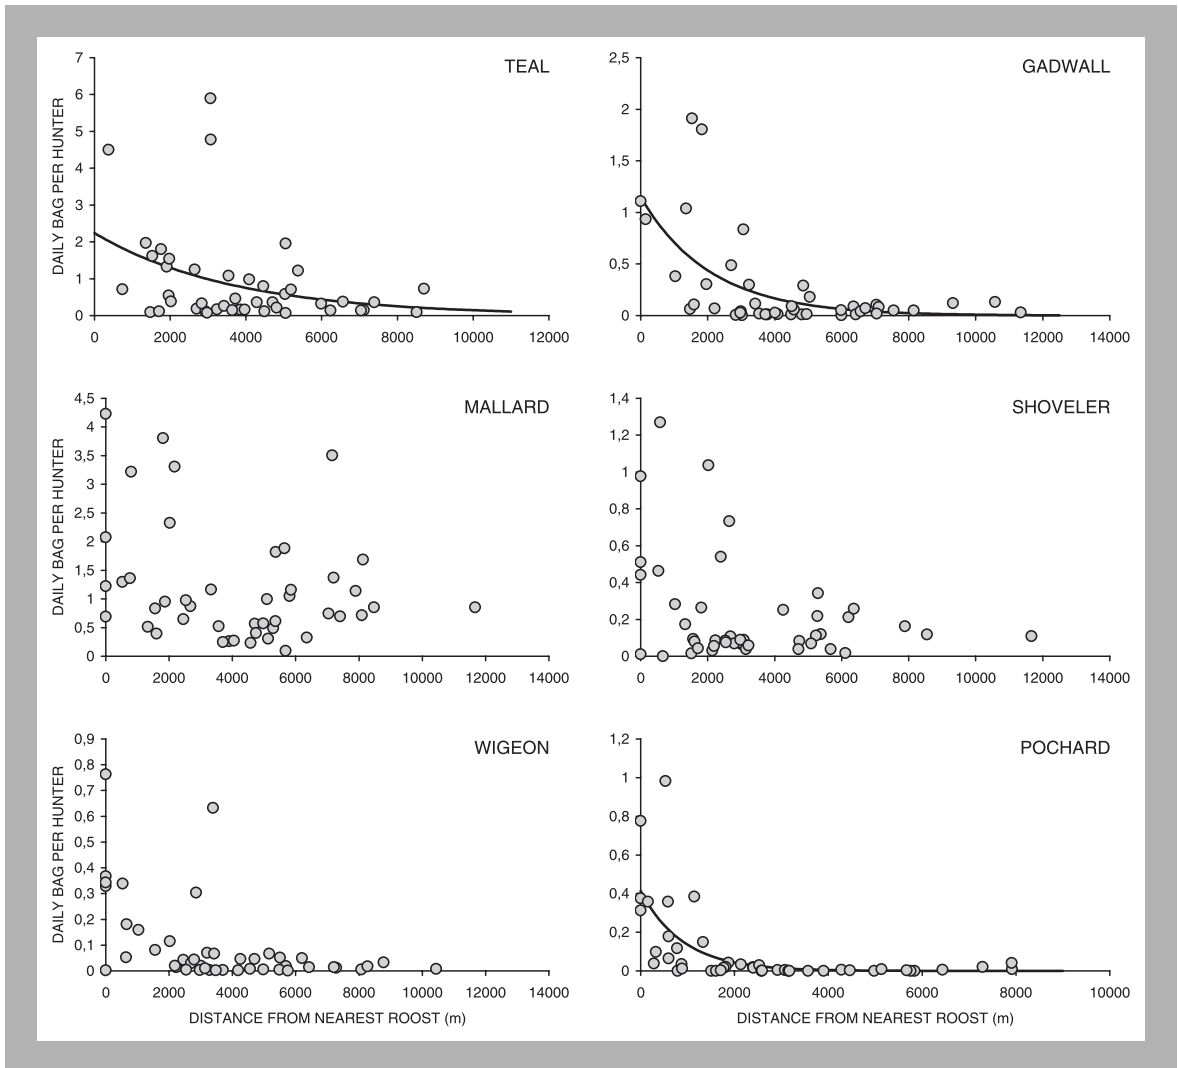 TEAL
DAILY BAG PER HUNTER
7
6
5
4
3
2
1
0
0 2000 4000 6000 8000 10000 12000
GADWALL
2,5
2
1,5
1
0,5
0
0 2000 4000 6000 8000 10000 12000 14000
MALLARD
DAILY BAG PER HUNTER
4,5
4
3,5
3
2,5
2
1,5
1
0,5
0
0 2000 4000 6000 8000 10000 12000 14000
SHOVELER
1,4
1,2
1
0,8
0,6
0,4
0,2
0
0 2000 4000 6000 8000 10000 12000 14000
WIGEON
DAILY BAG PER HUNTER
0,9
0,8
0,7
0,6
0,5
0,4
0,3
0,2
0,1
0
0 2000 4000 6000 8000 10000 12000 14000
DISTANCE FROM NEAREST ROOST (m)
POCHARD
1,2
1
0,8
0,6
0,4
0,2
0
0 2000 4000 6000 8000 10000
DISTANCE FROM NEAREST ROOST (m)